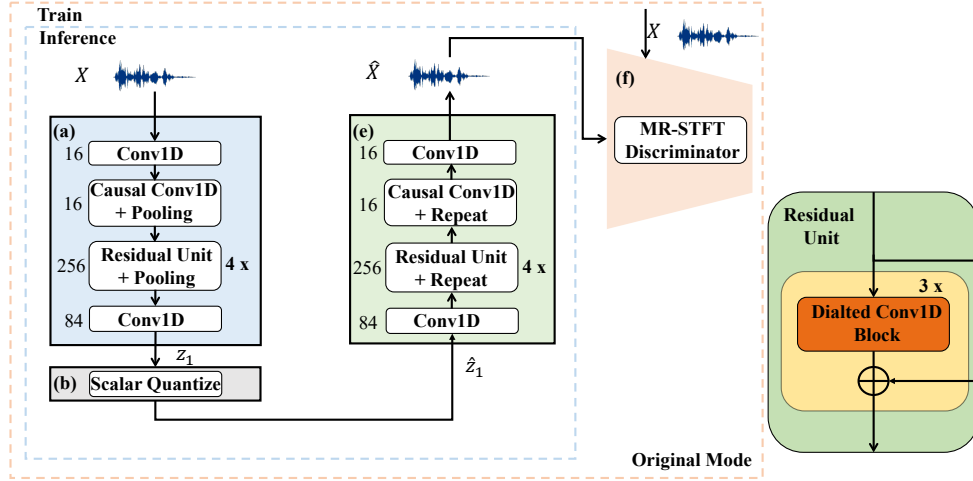 Train
Inference
X
(a)
16
Conv1D
16
Causal Conv1D
+ Pooling
256
Residual Unit
+ Pooling
4 x
84
Conv1D
z₁
(b)
Scalar Quantize
X̂
(e)
16
Conv1D
16
Causal Conv1D
+ Repeat
256
Residual Unit
+ Repeat
4 x
84
Conv1D
ẑ₁
X
(f)
MR-STFT
Discriminator
Original Mode
Residual
Unit
3 x
Dialted Conv1D
Block